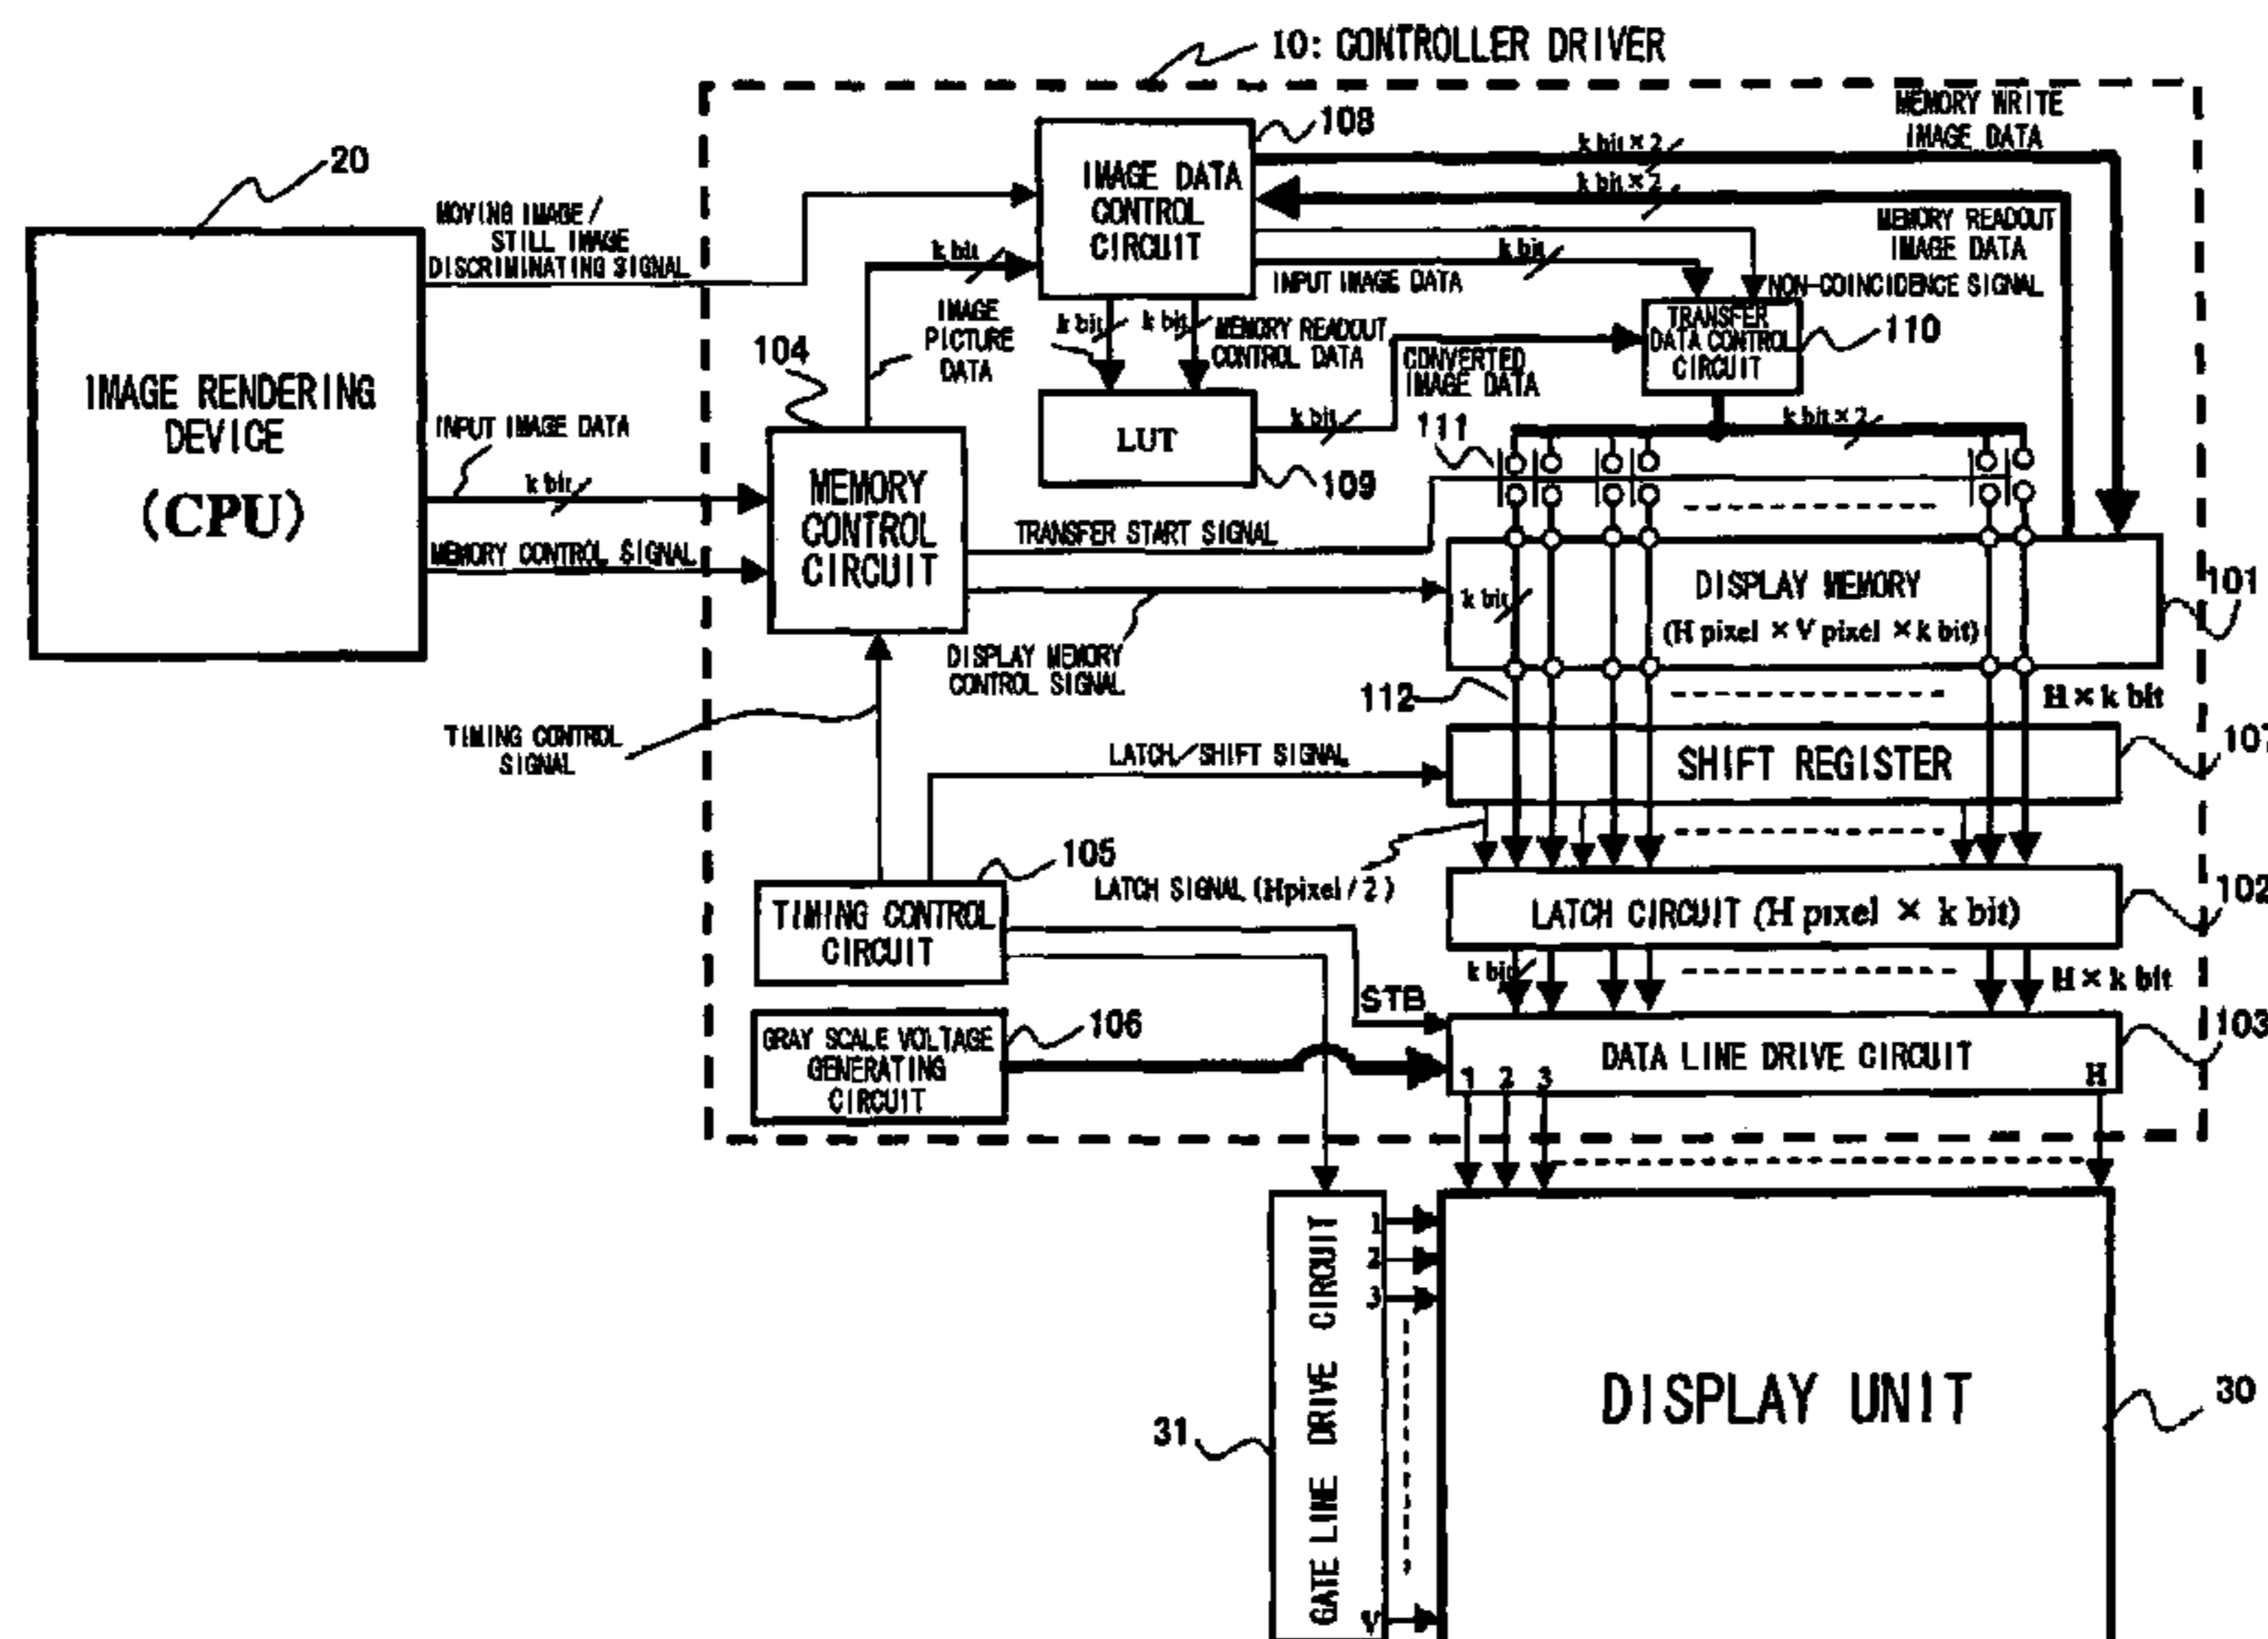 10: CONTROLLER DRIVER
20
MOVING IMAGE/
STILL IMAGE
DISCRIMINATING SIGNAL
IMAGE RENDERING
DEVICE
(CPU)
INPUT IMAGE DATA
k bit
MEMORY CONTROL SIGNAL
108
IMAGE DATA
CONTROL
CIRCUIT
k bit × 2
MEMORY WRITE
IMAGE DATA
k bit × 2
MEMORY READOUT
IMAGE DATA
k bit
k bit
INPUT IMAGE DATA
NON-COINCIDENCE SIGNAL
IMAGE
PICTURE
DATA
k bit
k bit
MEMORY READOUT
CONTROL DATA
TRANSFER
DATA CONTROL
CIRCUIT
110
104
CONVERTED
IMAGE DATA
LUT
k bit
109
111
k bit × 2
MEMORY
CONTROL
CIRCUIT
TRANSFER START SIGNAL
DISPLAY MEMORY
(H pixel × V pixel × k bit)
k bit
101
DISPLAY MEMORY
CONTROL SIGNAL
112
H × k bit
TIMING CONTROL
SIGNAL
LATCH/SHIFT SIGNAL
SHIFT REGISTER
107
105
LATCH SIGNAL (Hpixel/2)
TIMING CONTROL
CIRCUIT
LATCH CIRCUIT (H pixel × k bit)
102
k bit
H × k bit
STB
106
GRAY SCALE VOLTAGE
GENERATING
CIRCUIT
DATA LINE DRIVE CIRCUIT
103
1 2 3 H
GATE LINE DRIVE CIRCUIT
1
2
3
V
31
DISPLAY UNIT
30